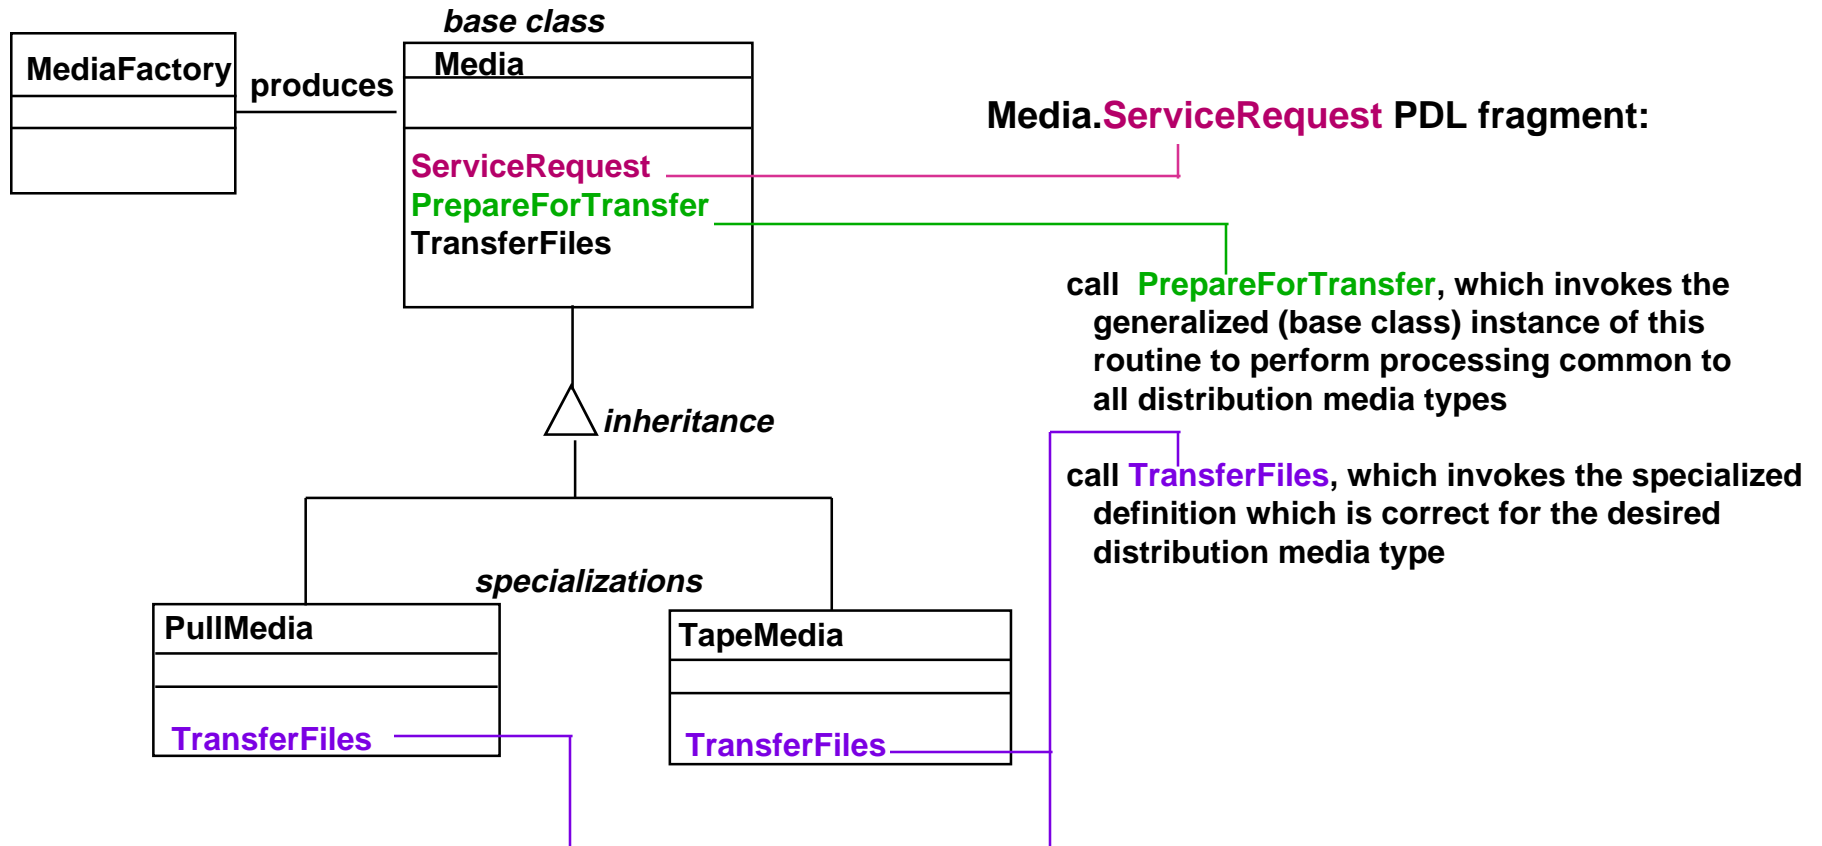 base class
MediaFactory
produces
Media
ServiceRequest
PrepareForTransfer
TransferFiles
Media.ServiceRequest PDL fragment:
call PrepareForTransfer, which invokes the
generalized (base class) instance of this
routine to perform processing common to
all distribution media types
inheritance
call TransferFiles, which invokes the specialized
definition which is correct for the desired
distribution media type
specializations
PullMedia
TransferFiles
TapeMedia
TransferFiles